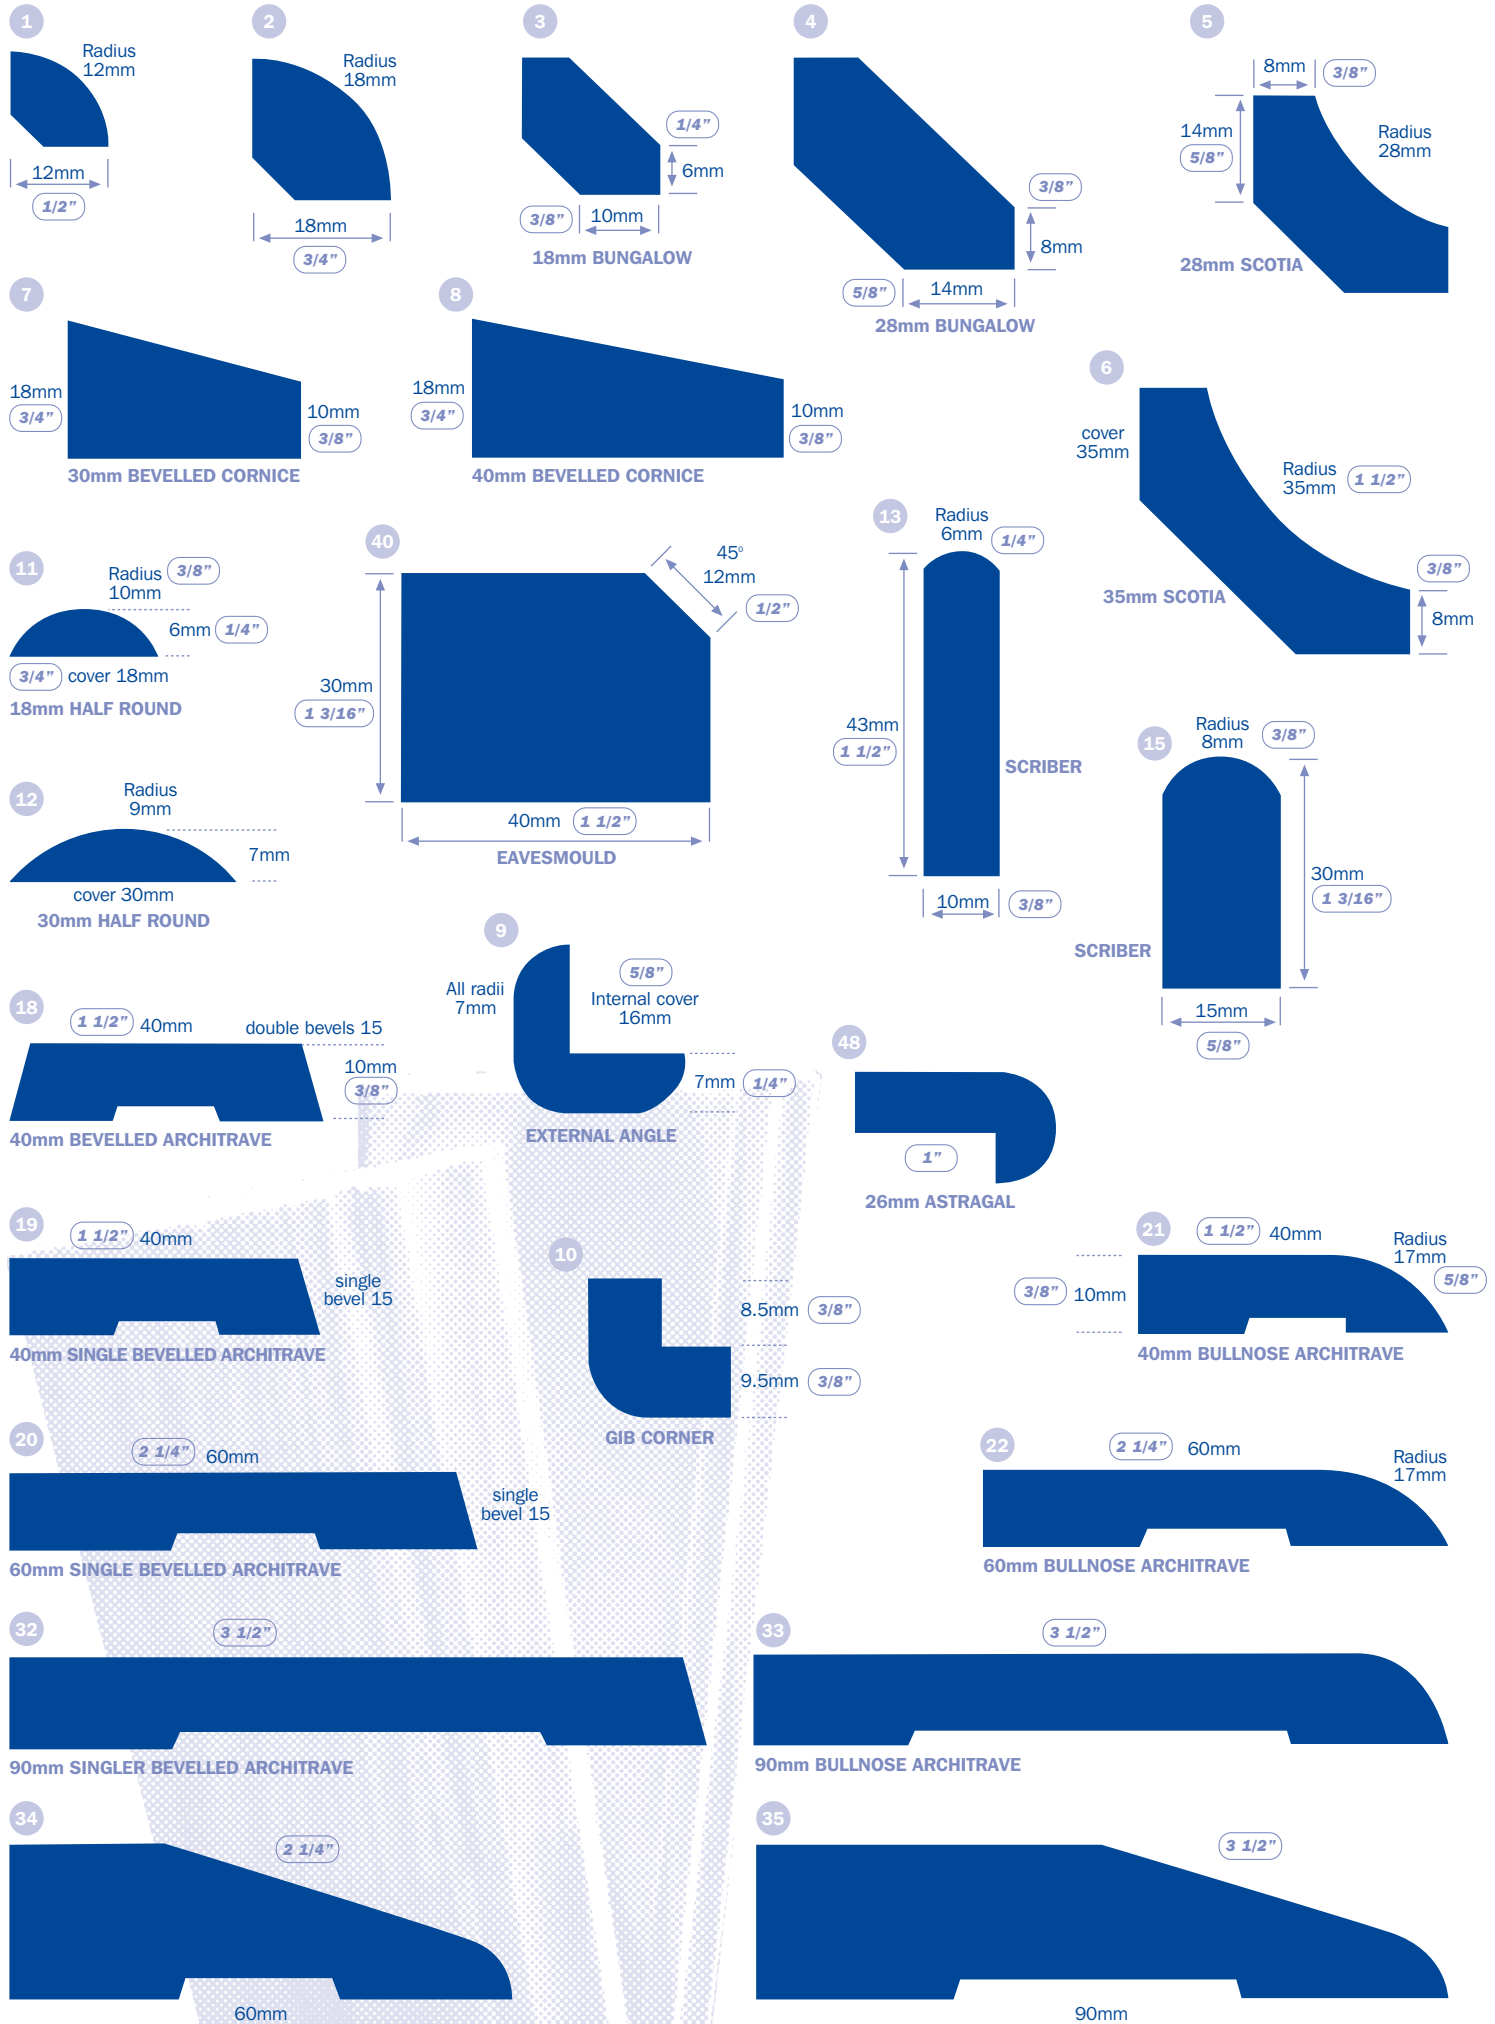 1
Radius
12mm
12mm
1/2”
2
Radius
18mm
18mm
3/4”
3
1/4”
6mm
3/8”
10mm
18mm BUNGALOW
4
3/8”
8mm
5/8”
14mm
28mm BUNGALOW
5
8mm
3/8”
14mm
5/8”
Radius
28mm
28mm SCOTIA
7
18mm
3/4”
10mm
3/8”
30mm BEVELLED CORNICE
8
18mm
3/4”
10mm
3/8”
40mm BEVELLED CORNICE
6
cover
35mm
Radius
35mm
1 1/2”
3/8”
8mm
35mm SCOTIA
11
Radius
10mm
3/8”
6mm
1/4”
3/4”
cover 18mm
18mm HALF ROUND
40
45⁰
12mm
1/2”
30mm
1 3/16”
40mm
1 1/2”
EAVESMOULD
13
Radius
6mm
1/4”
43mm
1 1/2”
SCRIBER
10mm
3/8”
15
Radius
8mm
3/8”
30mm
1 3/16”
SCRIBER
15mm
5/8”
12
Radius
9mm
7mm
cover 30mm
30mm HALF ROUND
9
All radii
7mm
5/8”
Internal cover
16mm
7mm
1/4”
EXTERNAL ANGLE
18
1 1/2”
40mm
double bevels 15
10mm
3/8”
40mm BEVELLED ARCHITRAVE
48
1”
26mm ASTRAGAL
19
1 1/2”
40mm
single
bevel 15
40mm SINGLE BEVELLED ARCHITRAVE
10
8.5mm
3/8”
9.5mm
3/8”
GIB CORNER
21
1 1/2”
40mm
Radius
17mm
5/8”
3/8”
10mm
40mm BULLNOSE ARCHITRAVE
20
2 1/4”
60mm
single
bevel 15
60mm SINGLE BEVELLED ARCHITRAVE
22
2 1/4”
60mm
Radius
17mm
60mm BULLNOSE ARCHITRAVE
32
3 1/2”
90mm SINGLER BEVELLED ARCHITRAVE
33
3 1/2”
90mm BULLNOSE ARCHITRAVE
34
2 1/4”
60mm
35
3 1/2”
90mm